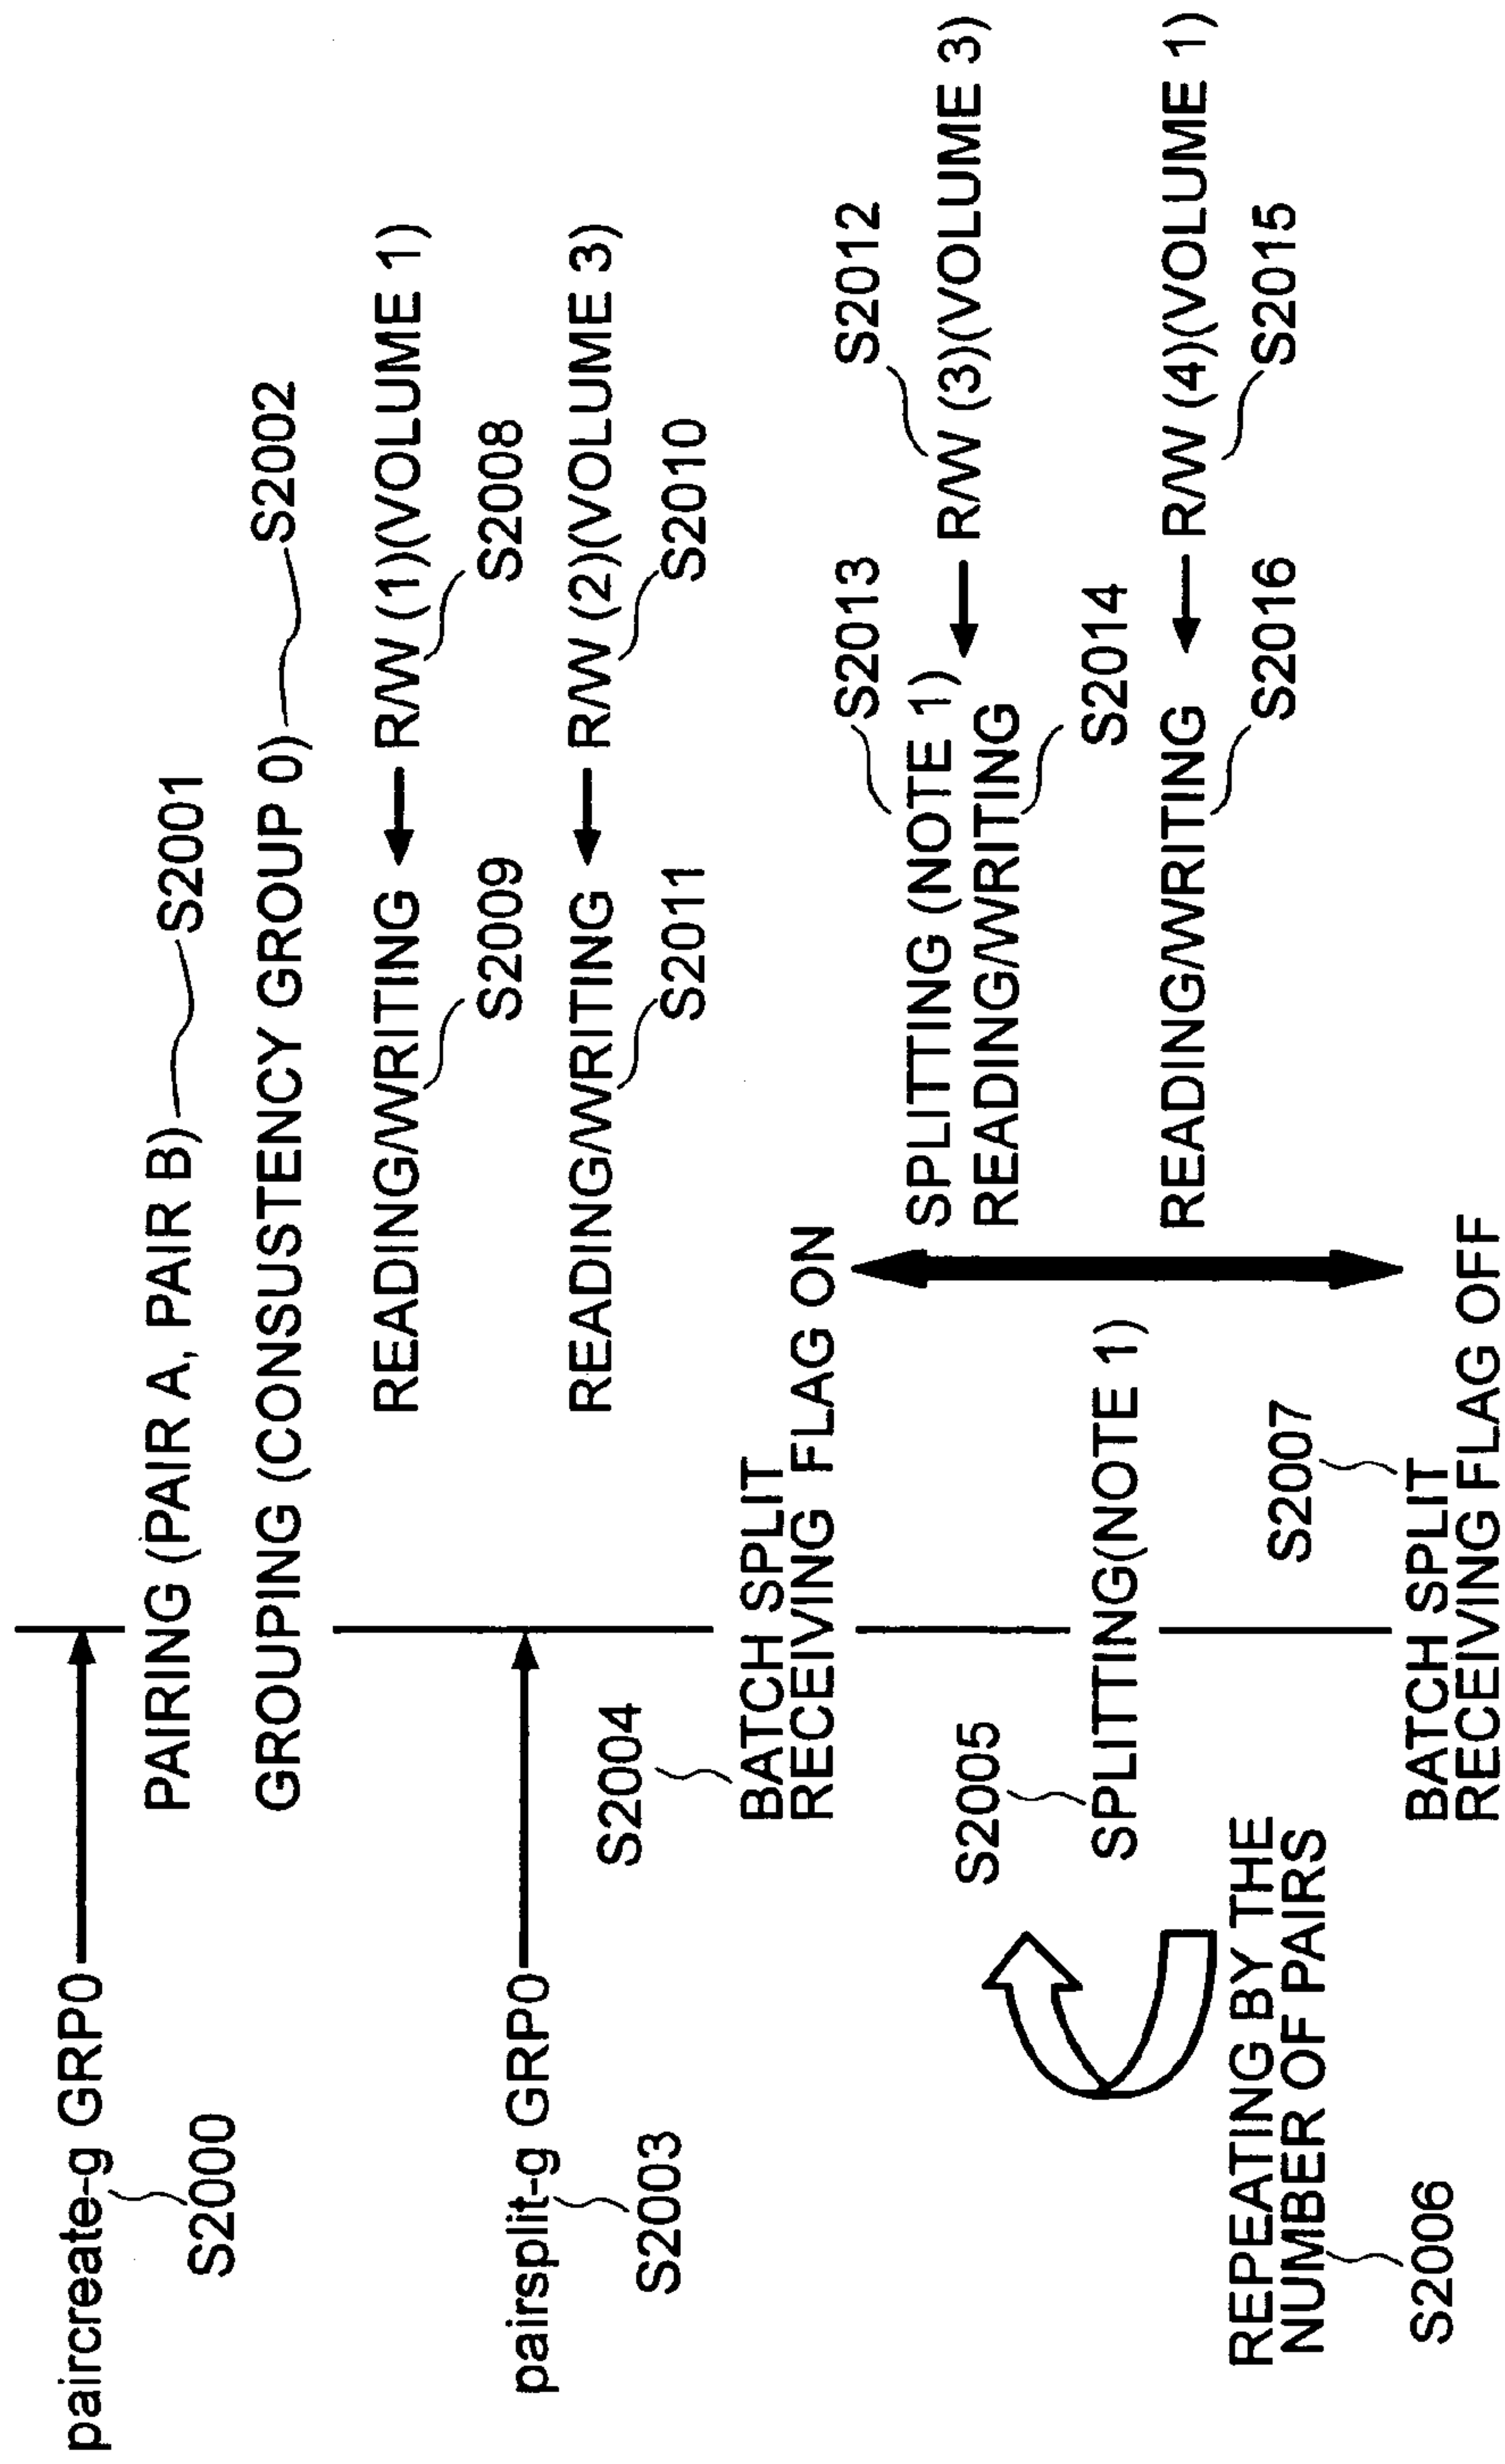 paircreate-g GRP0
S2000
PAIRING (PAIR A, PAIR B)
S2001
GROUPING (CONSUSTENCY GROUP 0)
S2002
READING/WRITING
R/W (1)(VOLUME 1)
S2009
S2008
pairsplit-g GRP0
S2003
READING/WRITING
R/W (2)(VOLUME 3)
S2011
S2010
S2004
BATCH SPLIT
RECEIVING FLAG ON
S2013
S2012
SPLITTING (NOTE 1)
READING/WRITING
R/W (3)(VOLUME 3)
S2014
S2005
SPLITTING(NOTE 1)
READING/WRITING
R/W (4)(VOLUME 1)
S2016
S2015
REPEATING BY THE
NUMBER OF PAIRS
S2006
S2007
BATCH SPLIT
RECEIVING FLAG OFF